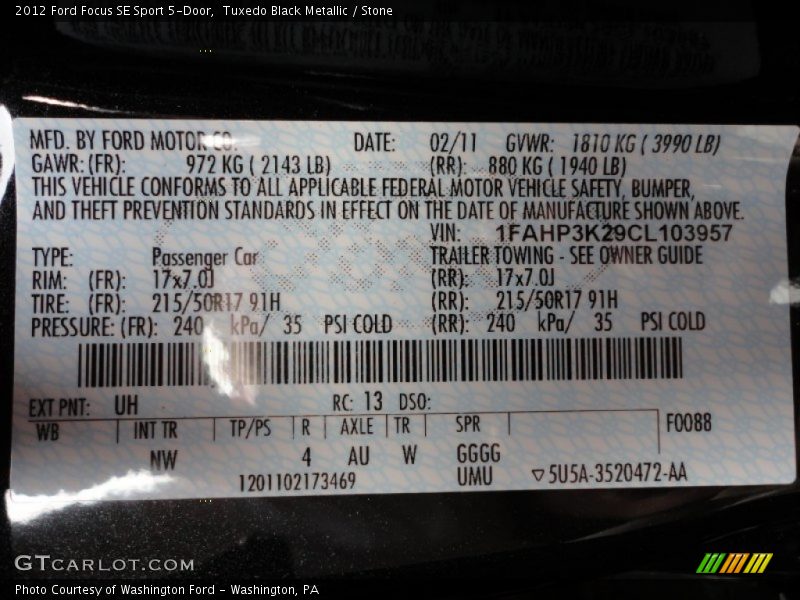 2012 Ford Focus SE Sport 5-Door, Tuxedo Black Metallic / Stone
MFD. BY FORD MOTOR CO. DATE: 02/11 GVWR: 1810 KG ( 3990 LB)
GAWR: (FR): 972 KG ( 2143 LB) (RR): 880 KG ( 1940 LB)
THIS VEHICLE CONFORMS TO ALL APPLICABLE FEDERAL MOTOR VEHICLE SAFETY, BUMPER,
AND THEFT PREVENTION STANDARDS IN EFFECT ON THE DATE OF MANUFACTURE SHOWN ABOVE.
VIN: 1FAHP3K29CL103957
TYPE: Passenger Car TRAILER TOWING - SEE OWNER GUIDE
RIM: (FR): 17x7.0J (RR): 17x7.0J
TIRE: (FR): 215/50R17 91H (RR): 215/50R17 91H
PRESSURE: (FR): 240 kPa/ 35 PSI COLD (RR): 240 kPa/ 35 PSI COLD
EXT PNT: UH RC: 13 DSO:
WB INT TR TP/PS R AXLE TR SPR F0088
NW 4 AU W GGGG
1201102173469 UMU ▽5U5A-3520472-AA
GTCARLOT.COM
Photo Courtesy of Washington Ford - Washington, PA